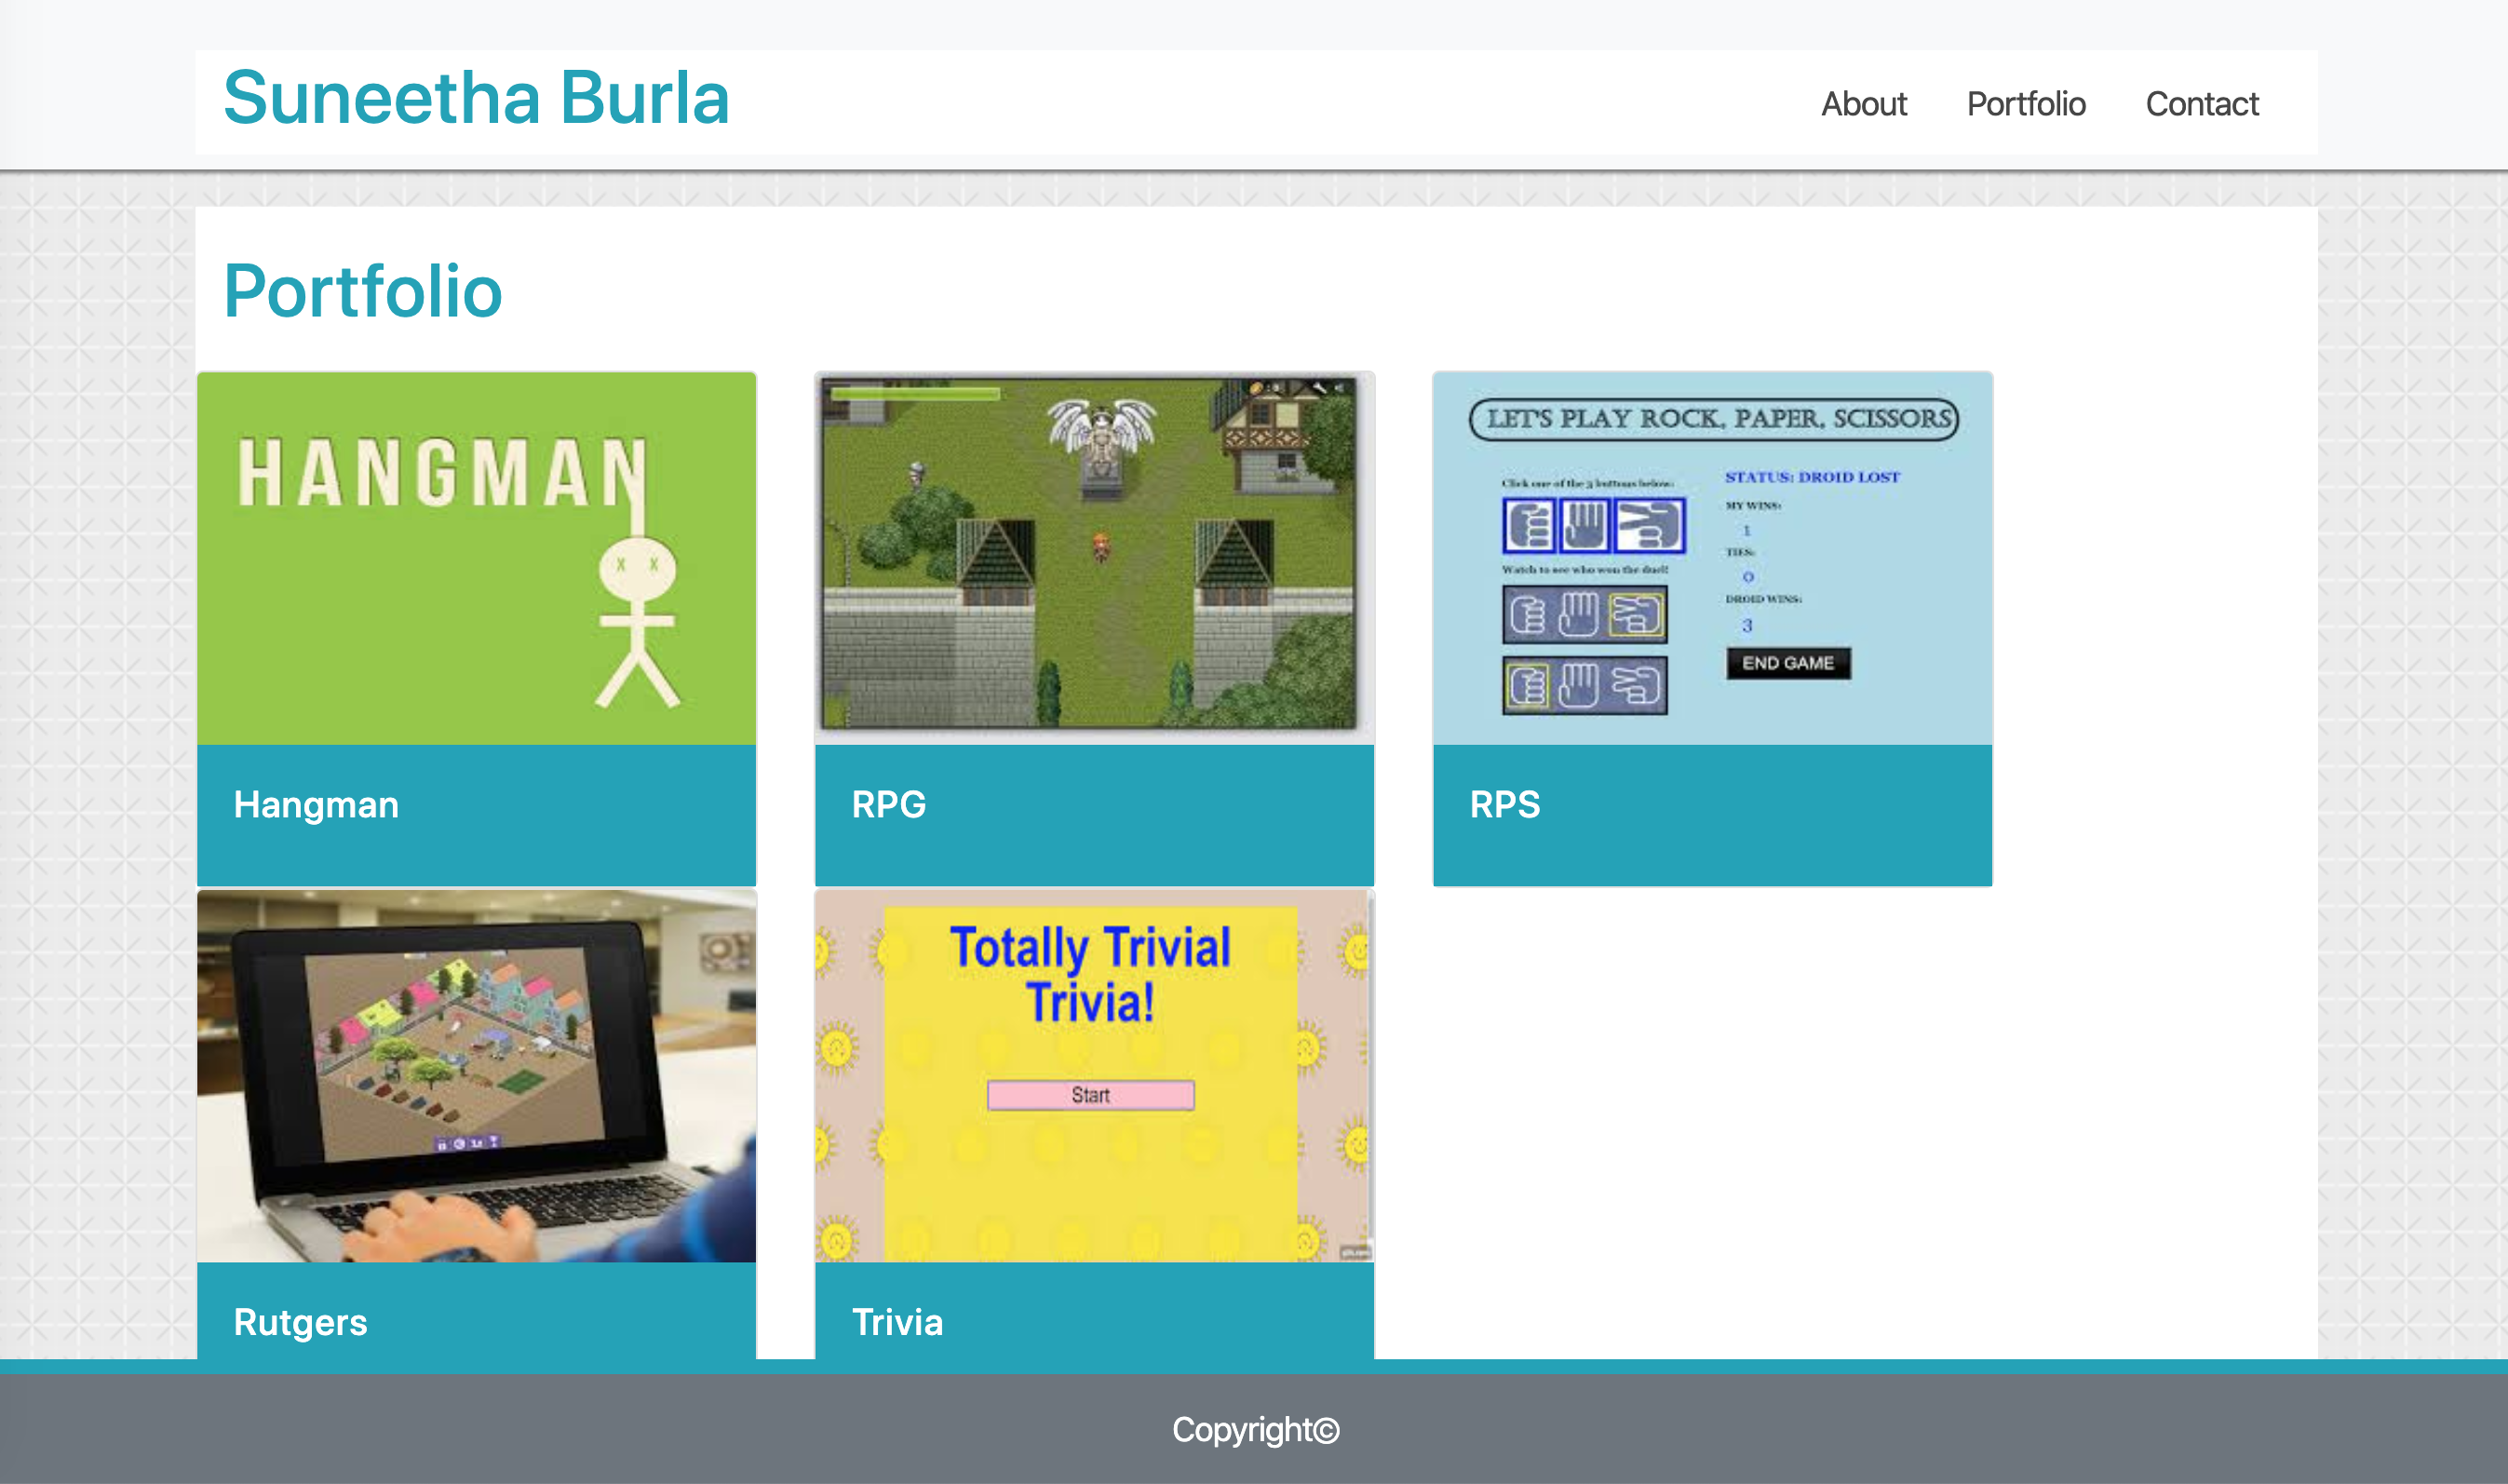 Suneetha Burla
About Portfolio Contact
Portfolio
HANGMAN
LET'S PLAY ROCK, PAPER, SCISSORS
Click one of the 3 buttons below:
STATUS: DROID LOST
MY WINS:
1
TIES:
0
Watch to see who won the duel!
DROID WINS:
3
END GAME
Hangman
RPG
RPS
Totally Trivial
Trivia!
Start
Rutgers
Trivia
Copyright©